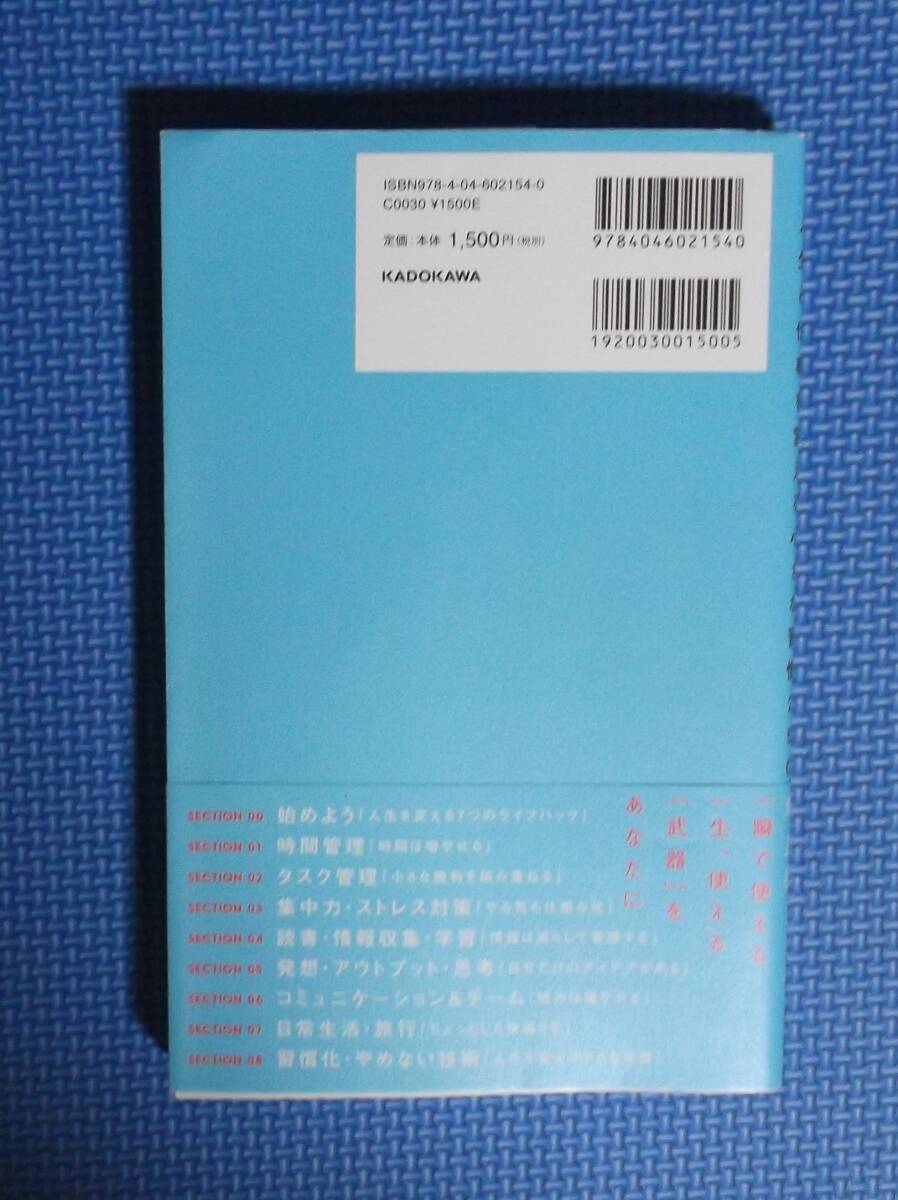 ISBN978-4-04-602154-0
C0030 ¥1500E
定価：本体 1,500円（税別）
KADOKAWA
9784046021540
1920030015005
一瞬で使える
一生、使える
「武器」を
あなたに
SECTION 00 始めよう「人生を変える7つのライフハック」
SECTION 01 時間管理「時間は増やせる」
SECTION 02 タスク管理「小さな勝利を積み重ねる」
SECTION 03 集中力・ストレス対策
SECTION 04 読書・情報収集・学習
SECTION 05 発想・アウトプット・思考
SECTION 06 コミュニケーション&チーム
SECTION 07 日常生活・旅行
SECTION 08 習慣化・やめない技術